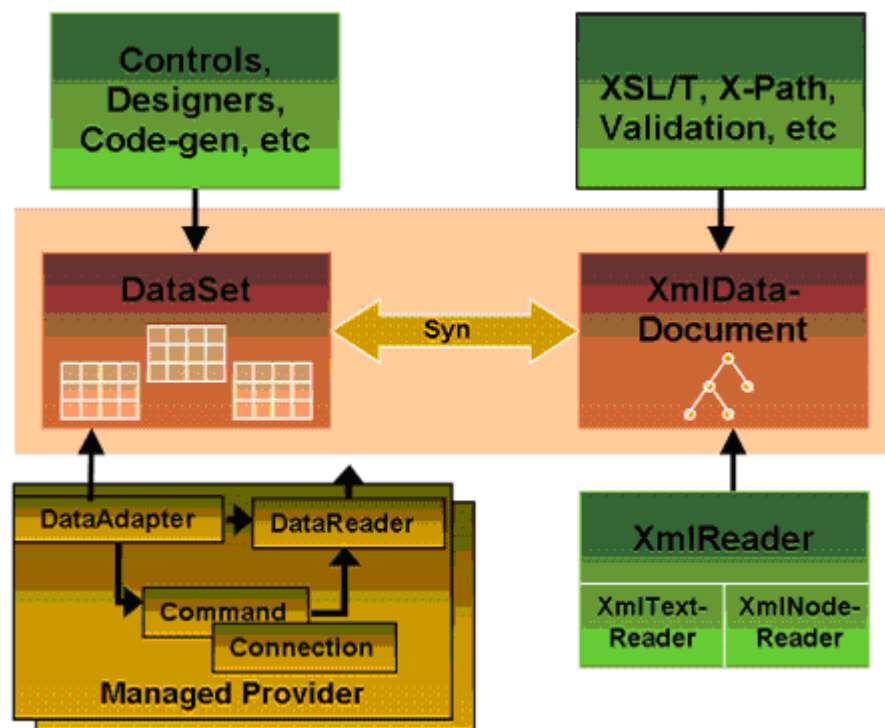 Controls,
Designers,
Code-gen, etc
XSL/T, X-Path,
Validation, etc
DataSet
Syn
XmlData-
Document
DataAdapter
DataReader
Command
Connection
Managed Provider
XmlReader
XmlText-
Reader
XmlNode-
Reader